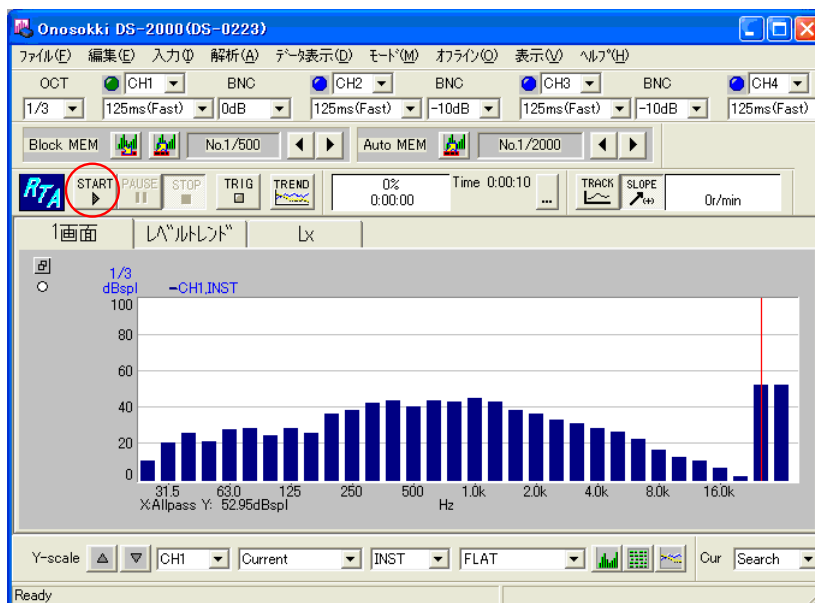 Onosokki DS-2000(DS-0223)
ファイル(F) 編集(E) 入力(I) 解析(A) データ表示(D) モード(M) オフライン(O) 表示(V) ヘルプ(H)
OCT CH1 BNC CH2 BNC CH3 BNC CH4
1/3 125ms(Fast) 0dB 125ms(Fast) -10dB 125ms(Fast) -10dB 125ms(Fast)
Block MEM No.1/500 Auto MEM No.1/2000
RTA START PAUSE STOP TRIG TREND 0% 0:00:00 Time 0:00:10 ... TRACK SLOPE (+) 0r/min
1画面 レベルトレンド Lx
1/3
dBspl CH1,INST
100
80
60
40
20
0
31.5 63.0 125 250 500 1.0k 2.0k 4.0k 8.0k 16.0k
X:Allpass Y: 52.95dBspl Hz
Y-scale CH1 Current INST FLAT Cur Search
Ready